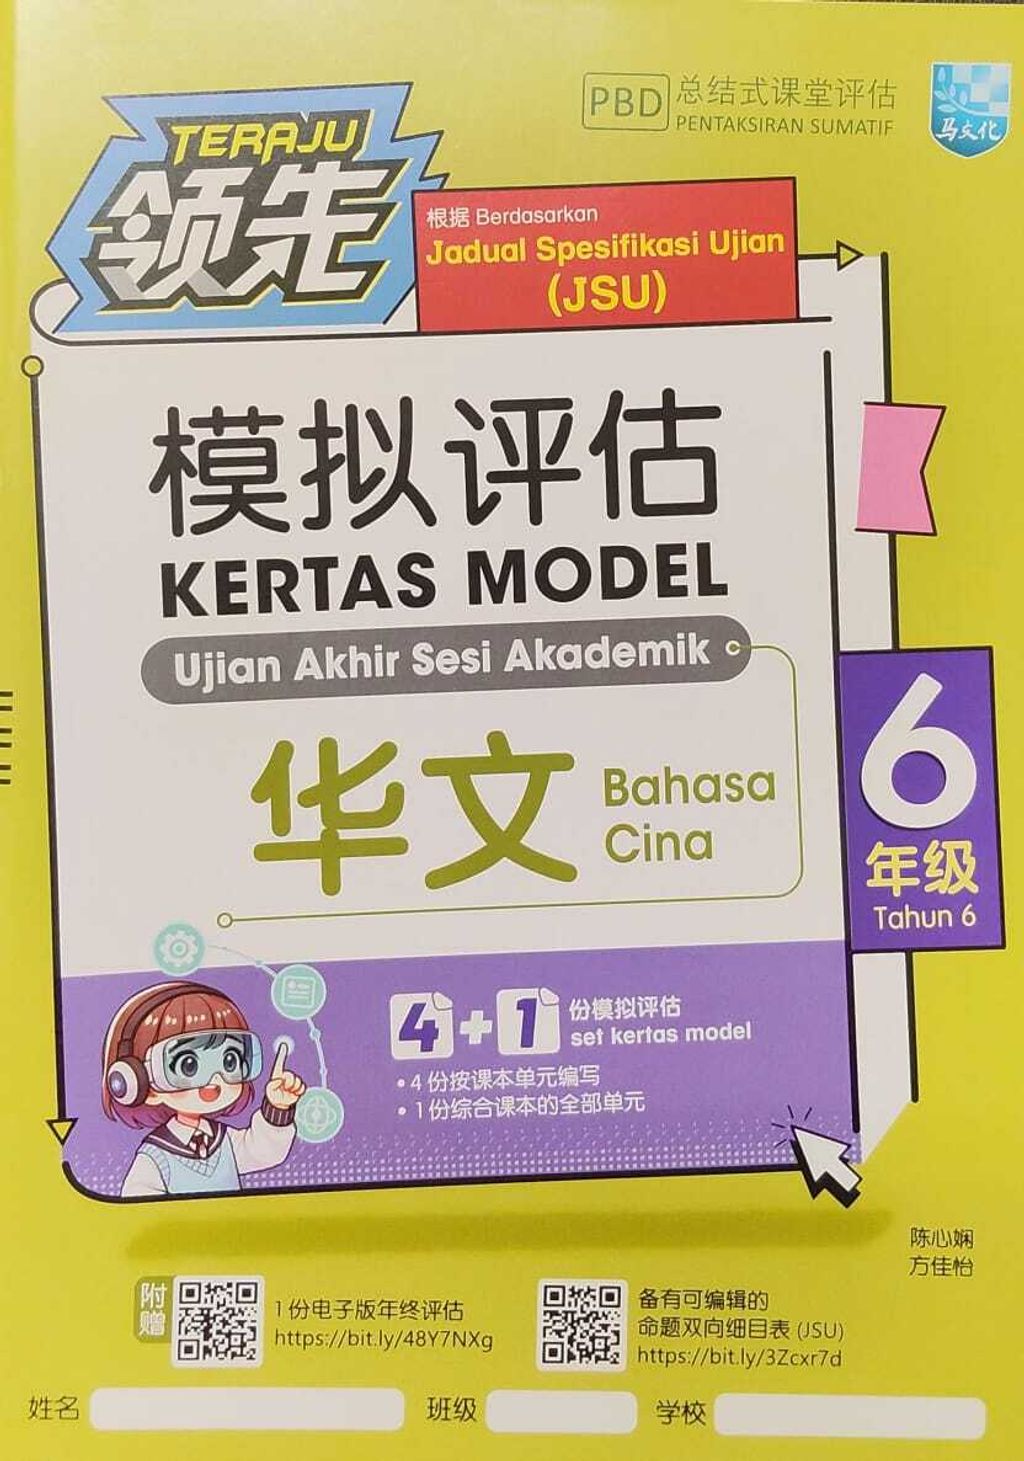 PBD 总结式课堂评估
PENTAKSIRAN SUMATIF
马文化
TERAJU
领先
根据 Berdasarkan
Jadual Spesifikasi Ujian
(JSU)
模拟评估
KERTAS MODEL
Ujian Akhir Sesi Akademik
华文
Bahasa
Cina
6
年级
Tahun 6
4+1 份模拟评估
set kertas model
• 4 份按课本单元编写
• 1 份综合课本的全部单元
陈心娴
方佳怡
附赠
1 份电子版年终评估
https://bit.ly/48Y7NXg
备有可编辑的
命题双向细目表 (JSU)
https://bit.ly/3Zcxr7d
姓名 班级 学校